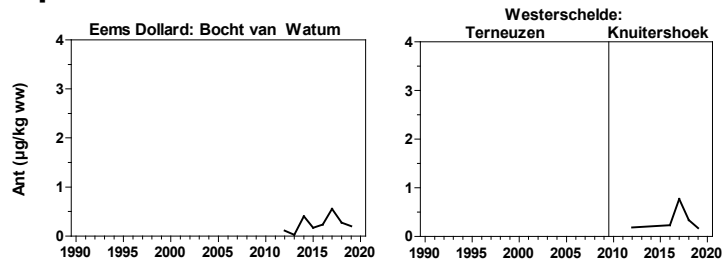 Eems Dollard: Bocht van Watum
Ant (µg/kg ww)
4
3
2
1
0
1990 1995 2000 2005 2010 2015 2020
Westerschelde:
Terneuzen Knuitershoek
4
3
2
1
0
1990 1995 2000 2005 2010 2015 2020